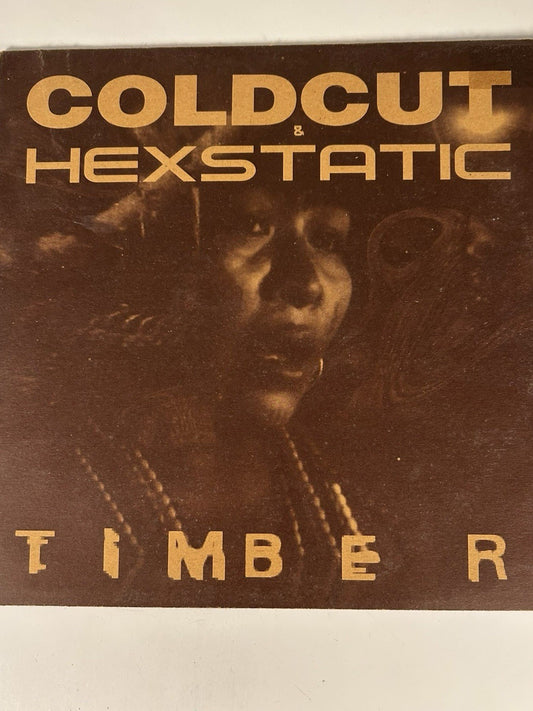 COLDCUT
&
HEXSTATIC
TIMBER